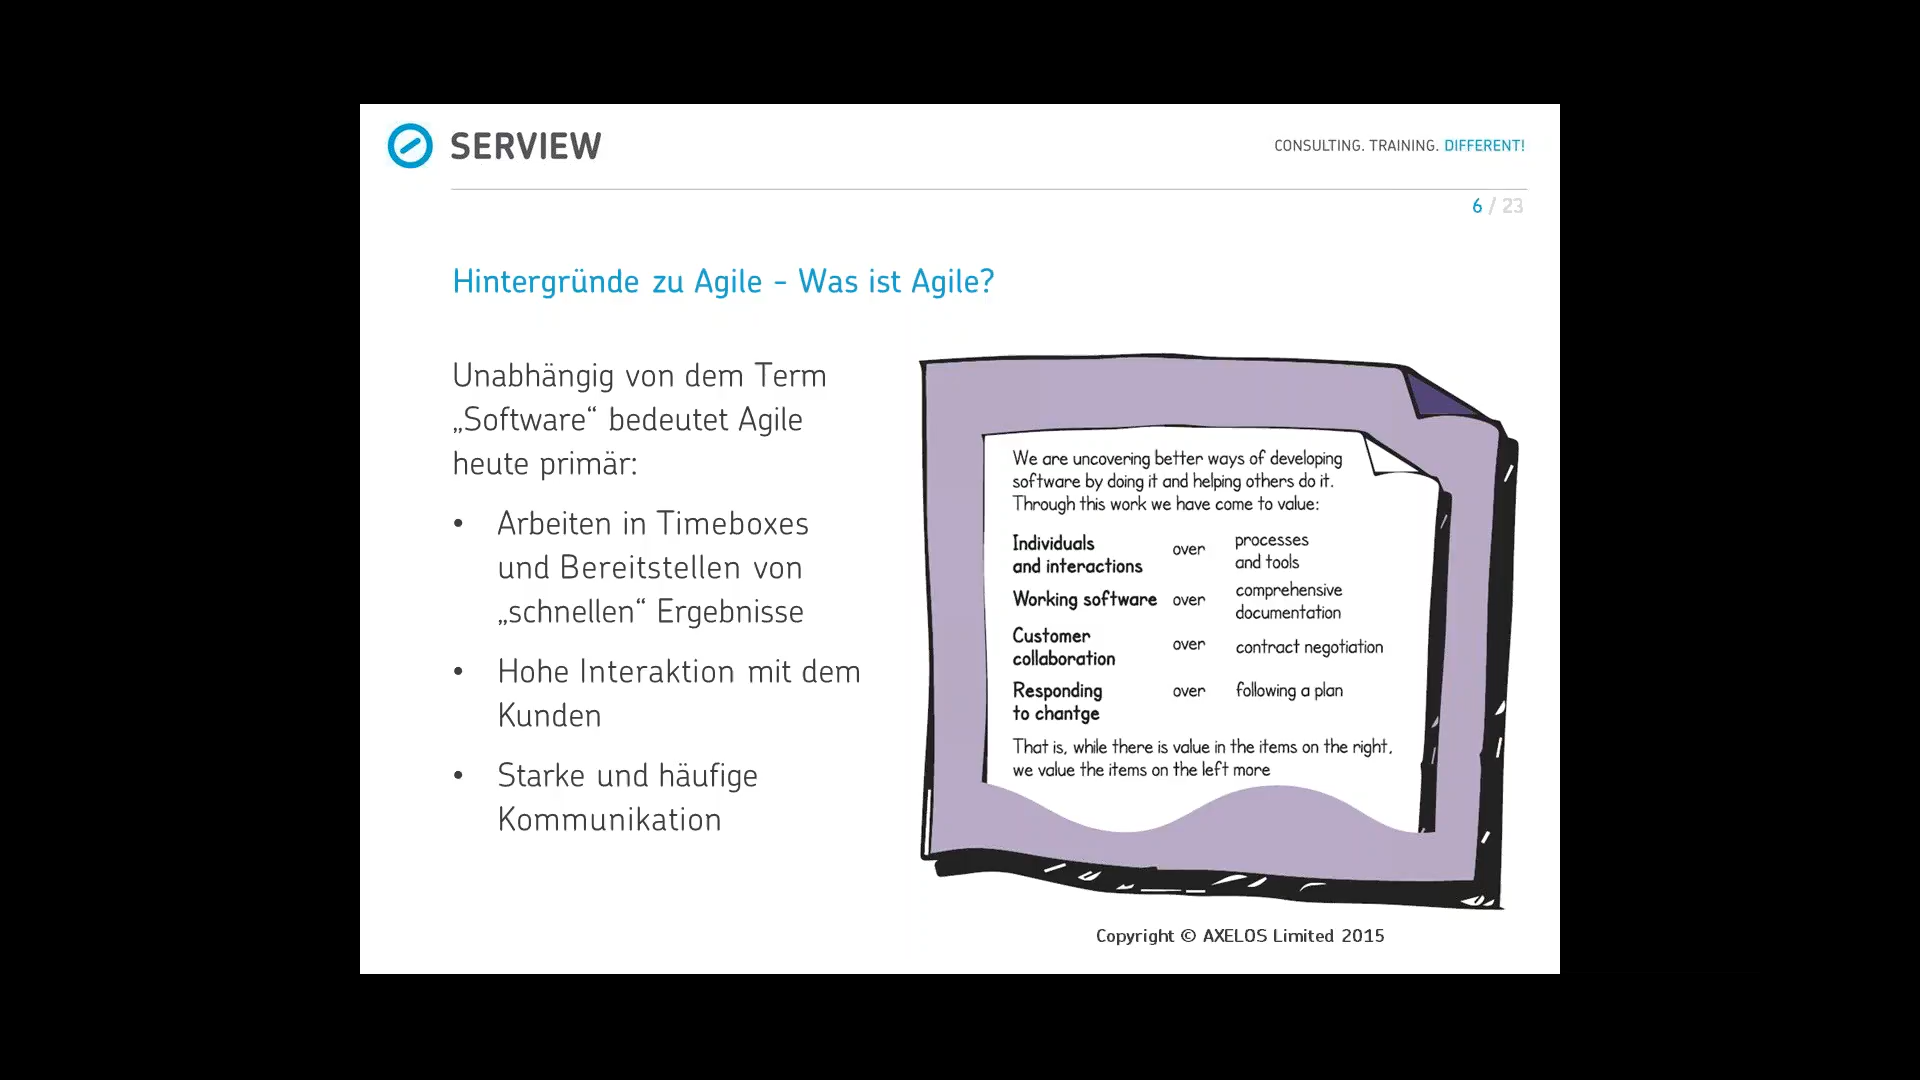 SERVIEW
CONSULTING. TRAINING. DIFFERENT!
6 / 23
Hintergründe zu Agile - Was ist Agile?
Unabhängig von dem Term
„Software“ bedeutet Agile
heute primär:
• Arbeiten in Timeboxes
und Bereitstellen von
„schnellen“ Ergebnisse
• Hohe Interaktion mit dem
Kunden
• Starke und häufige
Kommunikation
We are uncovering better ways of developing
software by doing it and helping others do it.
Through this work we have come to value:
Individuals
and interactions
over
processes
and tools
Working software
over
comprehensive
documentation
Customer
collaboration
over
contract negotiation
Responding
to chantge
over
following a plan
That is, while there is value in the items on the right,
we value the items on the left more
Copyright © AXELOS Limited 2015